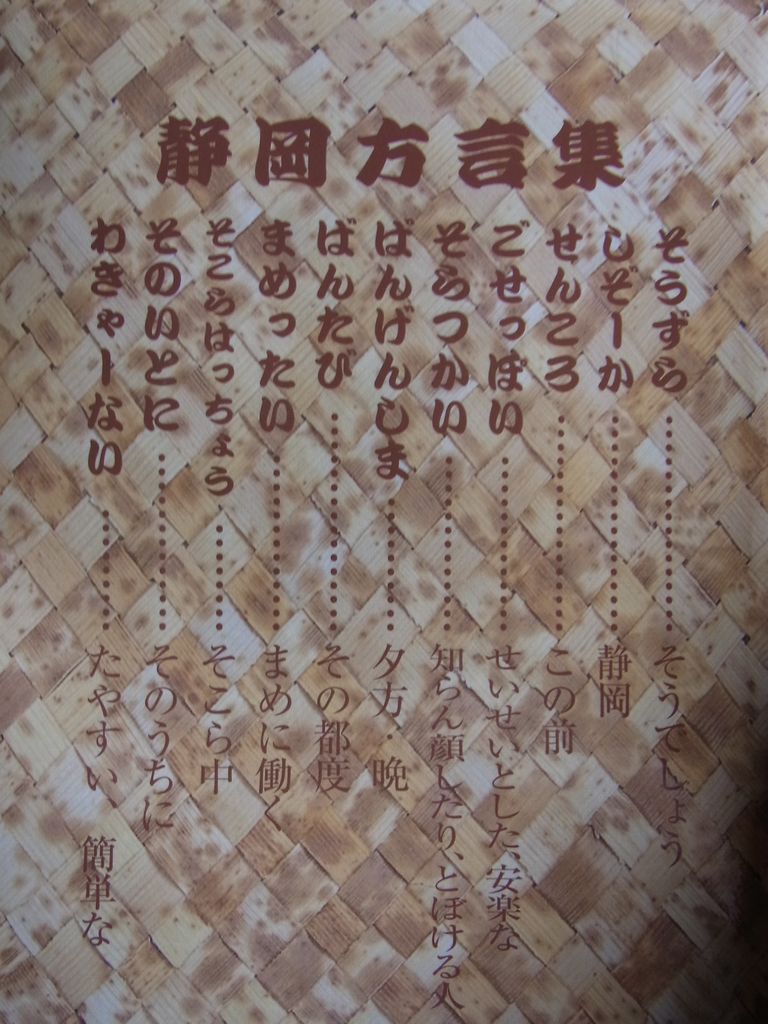 静岡方言集
そうずら…………そうでしょう
しぞーか…………静岡
せんころ…………この前
ごせっぽい…………せいせいとした、安楽な
そらつかい…………知らん顔したり、とぼける人
ばんげんしま…………夕方・晩
ばんたび…………その都度
まめったい…………まめに働く
そこらはっちょう…………そこら中
そのいとに…………そのうちに
わきゃーない…………たやすい、簡単な